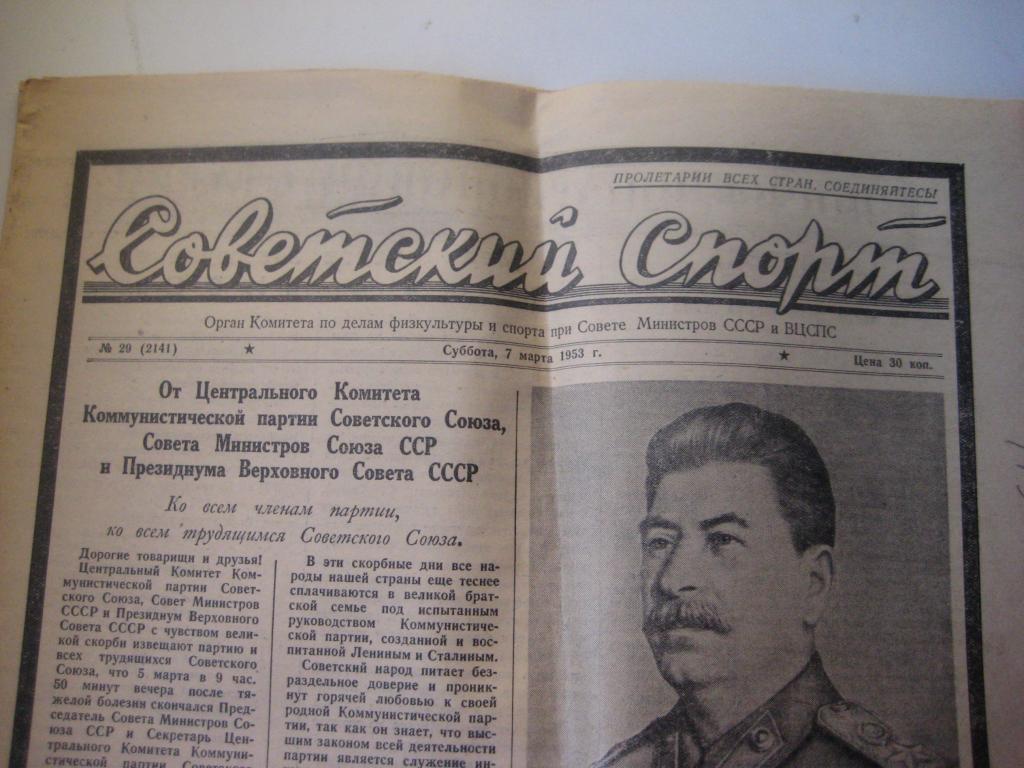 ПРОЛЕТАРИИ ВСЕХ СТРАН, СОЕДИНЯЙТЕСЬ!
Советский Спорт
Орган Комитета по делам физкультуры и спорта при Совете Министров СССР и ВЦСПС
№ 29 (2141) ★ Суббота, 7 марта 1953 г. ★ Цена 30 коп.
От Центрального Комитета
Коммунистической партии Советского Союза,
Совета Министров Союза ССР
и Президиума Верховного Совета СССР
Ко всем членам партии,
ко всем трудящимся Советского Союза.
Дорогие товарищи и друзья!
Центральный Комитет Ком-
мунистической партии Совет-
ского Союза, Совет Министров
СССР и Президиум Верховного
Совета СССР с чувством вели-
кой скорби извещают партию и
всех трудящихся Советского
Союза, что 5 марта в 9 час.
50 минут вечера после тя-
желой болезни скончался Пред-
седатель Совета Министров Со-
юза ССР и Секретарь Цен-
трального Комитета Коммуни-
стической партии Советского
В эти скорбные дни все на-
роды нашей страны еще теснее
сплачиваются в великой брат-
ской семье под испытанным
руководством Коммунистиче-
ской партии, созданной и вос-
питанной Лениным и Сталиным.
Советский народ питает без-
раздельное доверие и проник-
нут горячей любовью к своей
родной Коммунистической пар-
тии, так как он знает, что выс-
шим законом всей деятельности
партии является служение ин-